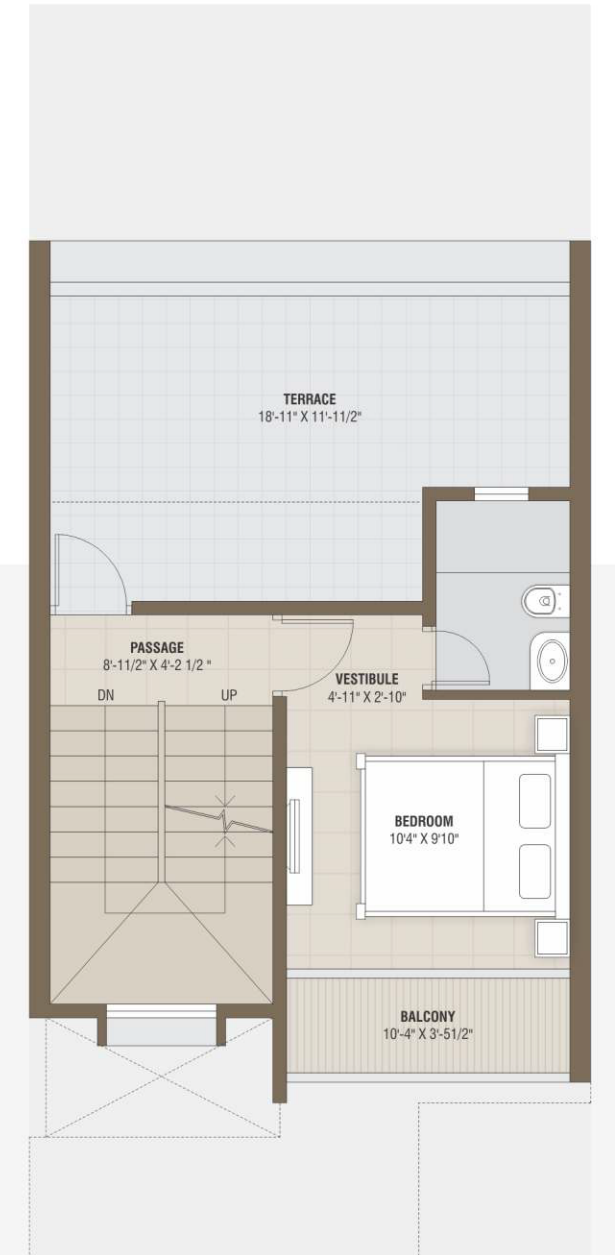 TERRACE
18'-11" X 11'-11/2"
PASSAGE
8'-11/2" X 4'-2 1/2 "
DN
UP
VESTIBULE
4'-11" X 2'-10"
BEDROOM
10'4" X 9'10"
BALCONY
10'-4" X 3'-51/2"